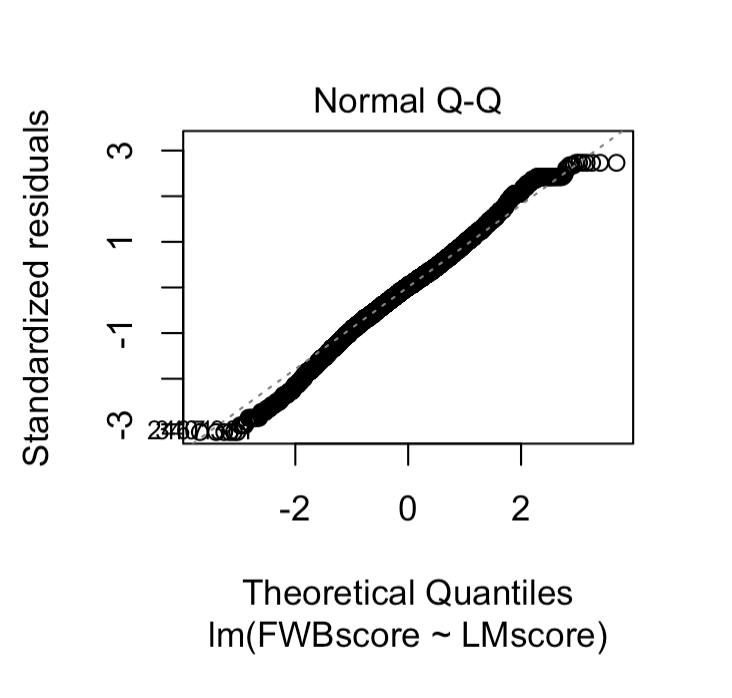 Normal Q-Q
Standardized residuals
3
1
-1
-3
-2 0 2
Theoretical Quantiles
lm(FWBscore ~ LMscore)